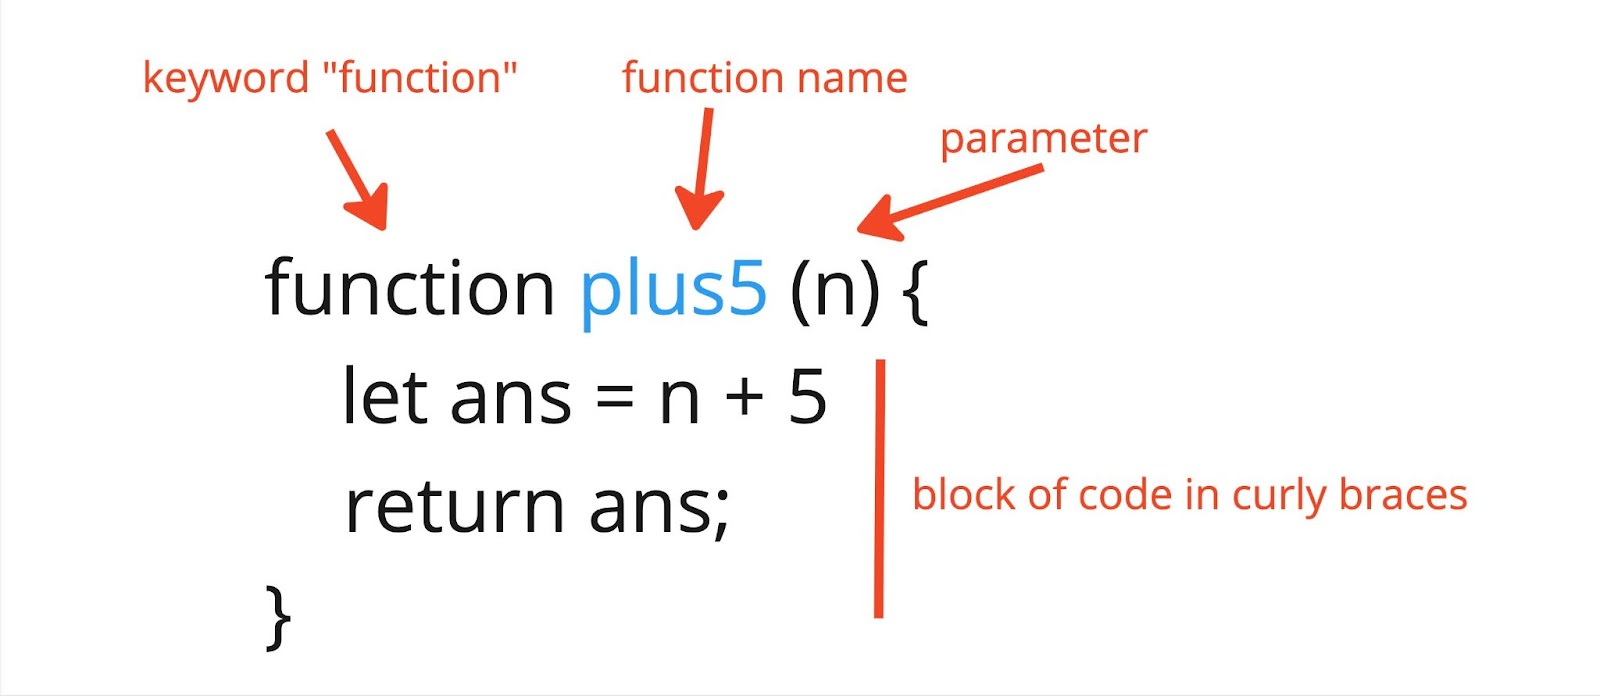 keyword "function"
function name
parameter
function plus5 (n) {
let ans = n + 5
return ans;
block of code in curly braces
}